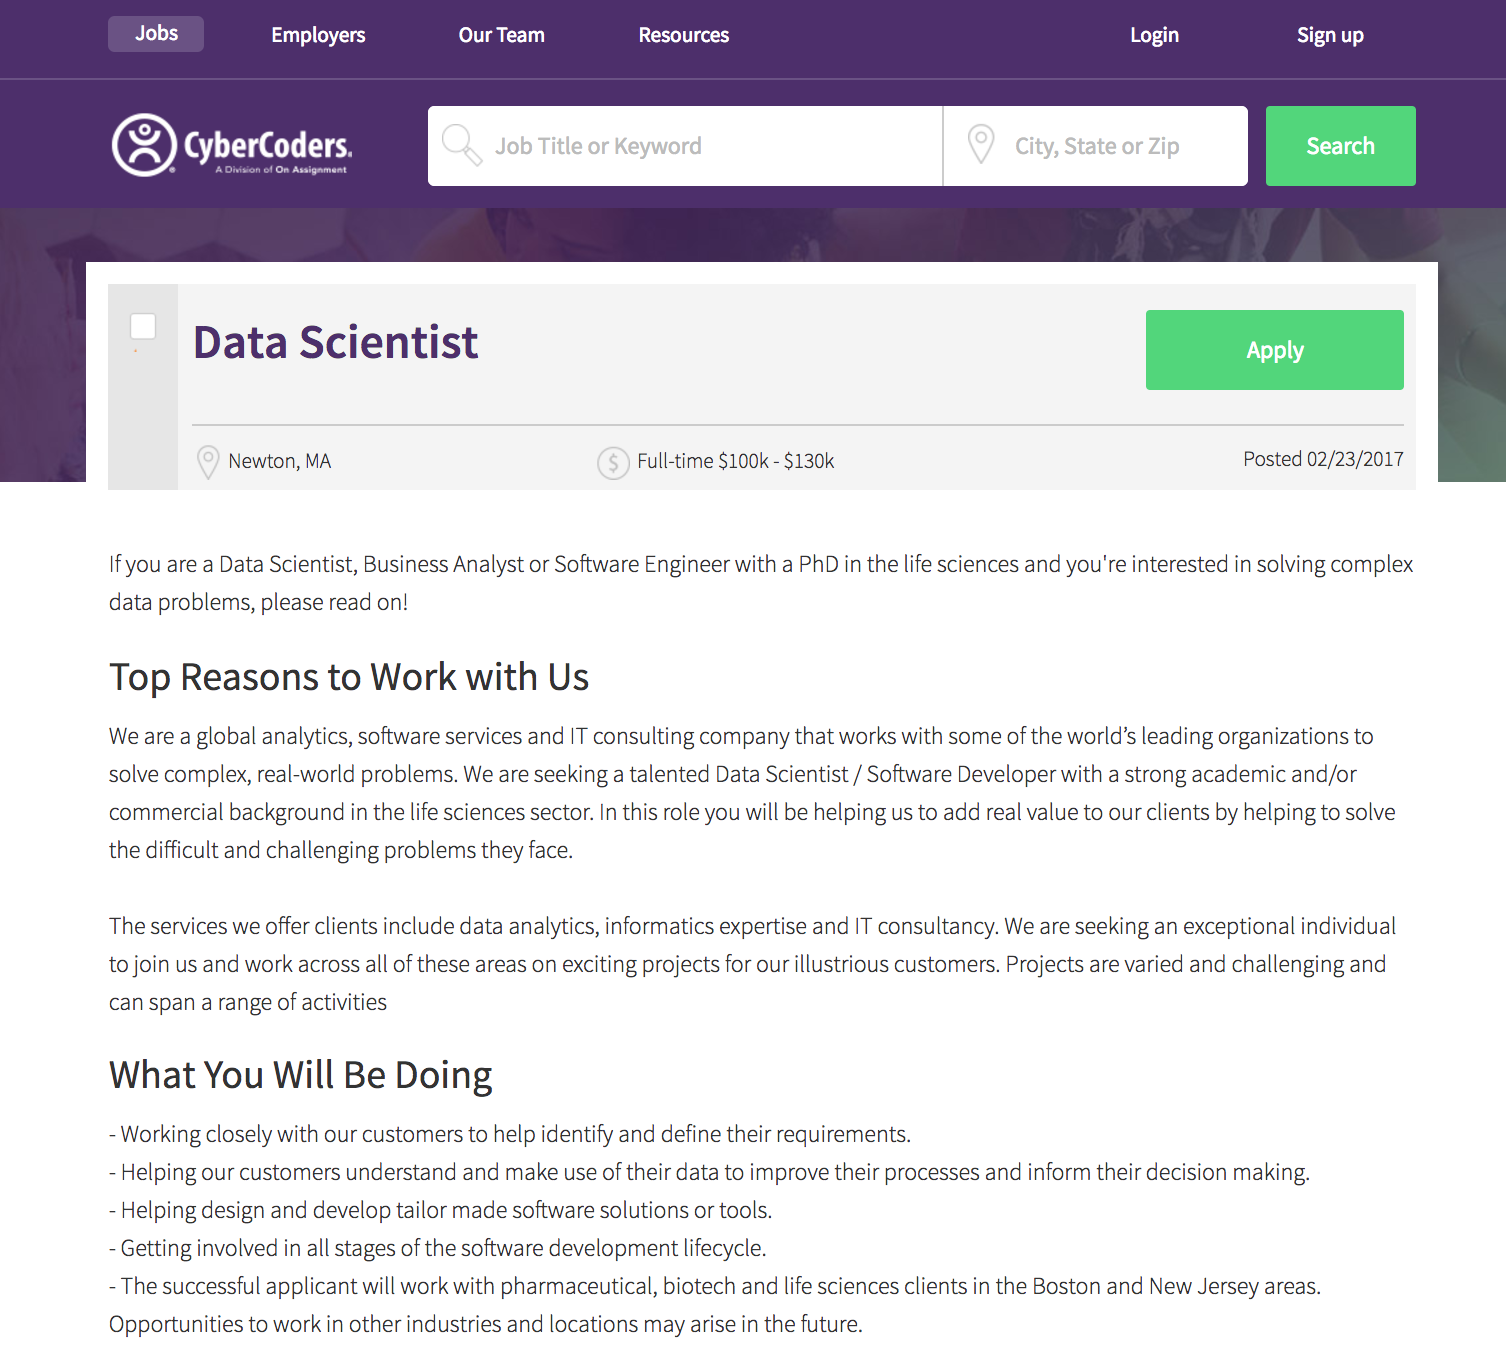 Jobs Employers Our Team Resources Login Sign up
CyberCoders.
A Division of On Assignment
Job Title or Keyword City, State or Zip Search
Data Scientist Apply
Newton, MA Full-time $100k - $130k Posted 02/23/2017
If you are a Data Scientist, Business Analyst or Software Engineer with a PhD in the life sciences and you're interested in solving complex
data problems, please read on!
Top Reasons to Work with Us
We are a global analytics, software services and IT consulting company that works with some of the world’s leading organizations to
solve complex, real-world problems. We are seeking a talented Data Scientist / Software Developer with a strong academic and/or
commercial background in the life sciences sector. In this role you will be helping us to add real value to our clients by helping to solve
the difficult and challenging problems they face.
The services we offer clients include data analytics, informatics expertise and IT consultancy. We are seeking an exceptional individual
to join us and work across all of these areas on exciting projects for our illustrious customers. Projects are varied and challenging and
can span a range of activities
What You Will Be Doing
- Working closely with our customers to help identify and define their requirements.
- Helping our customers understand and make use of their data to improve their processes and inform their decision making.
- Helping design and develop tailor made software solutions or tools.
- Getting involved in all stages of the software development lifecycle.
- The successful applicant will work with pharmaceutical, biotech and life sciences clients in the Boston and New Jersey areas.
Opportunities to work in other industries and locations may arise in the future.